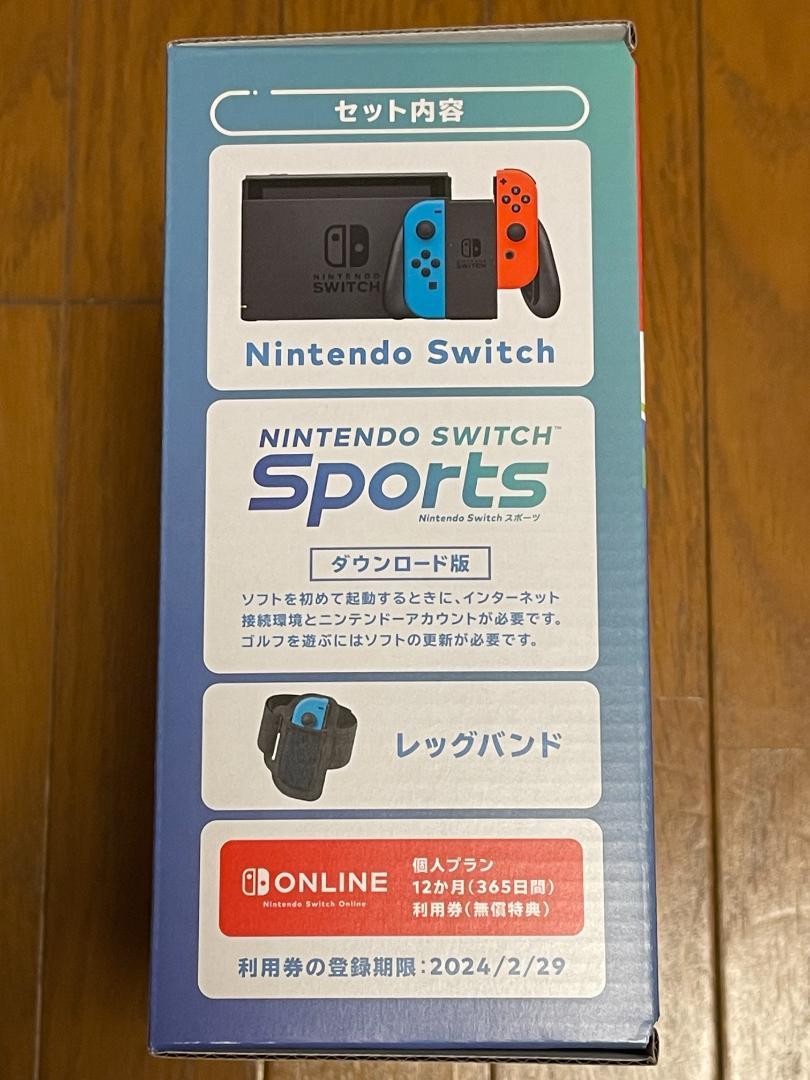 セット内容
NINTENDO
SWITCH
NINTENDO
SWITCH
Nintendo Switch
NINTENDO SWITCH™
Sports
Nintendo Switch スポーツ
ダウンロード版
ソフトを初めて起動するときに、インターネット
接続環境とニンテンドーアカウントが必要です。
ゴルフを遊ぶにはソフトの更新が必要です。
レッグバンド
ONLINE
Nintendo Switch Online
個人プラン
12か月(365日間)
利用券(無償特典)
利用券の登録期限:2024/2/29